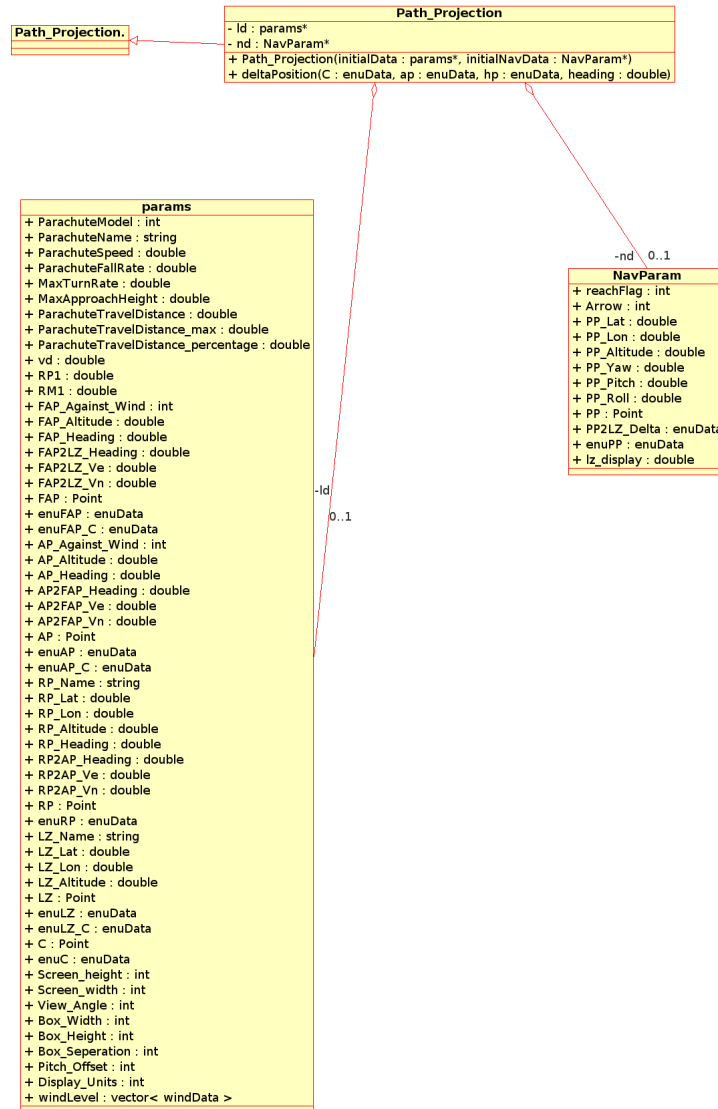 Path_Projection
Path_Projection.
- ld : params*
- nd : NavParam*
+ Path_Projection(initialData : params*, initialNavData : NavParam*)
+ deltaPosition(C : enuData, ap : enuData, hp : enuData, heading : double)
-nd 0..1
-ld
0..1
params
+ ParachuteModel : int
+ ParachuteName : string
+ ParachuteSpeed : double
+ ParachuteFallRate : double
+ MaxTurnRate : double
+ MaxApproachHeight : double
+ ParachuteTravelDistance : double
+ ParachuteTravelDistance_max : double
+ ParachuteTravelDistance_percentage : double
+ vd : double
+ RP1 : double
+ RM1 : double
+ FAP_Against_Wind : int
+ FAP_Altitude : double
+ FAP_Heading : double
+ FAP2LZ_Heading : double
+ FAP2LZ_Ve : double
+ FAP2LZ_Vn : double
+ FAP : Point
+ enuFAP : enuData
+ enuFAP_C : enuData
+ AP_Against_Wind : int
+ AP_Altitude : double
+ AP_Heading : double
+ AP2FAP_Heading : double
+ AP2FAP_Ve : double
+ AP2FAP_Vn : double
+ AP : Point
+ enuAP : enuData
+ enuAP_C : enuData
+ RP_Name : string
+ RP_Lat : double
+ RP_Lon : double
+ RP_Altitude : double
+ RP_Heading : double
+ RP2AP_Heading : double
+ RP2AP_Ve : double
+ RP2AP_Vn : double
+ RP : Point
+ enuRP : enuData
+ LZ_Name : string
+ LZ_Lat : double
+ LZ_Lon : double
+ LZ_Altitude : double
+ LZ : Point
+ enuLZ : enuData
+ enuLZ_C : enuData
+ C : Point
+ enuC : enuData
+ Screen_height : int
+ Screen_width : int
+ View_Angle : int
+ Box_Width : int
+ Box_Height : int
+ Box_Seperation : int
+ Pitch_Offset : int
+ Display_Units : int
+ windLevel : vector< windData >
NavParam
+ reachFlag : int
+ Arrow : int
+ PP_Lat : double
+ PP_Lon : double
+ PP_Altitude : double
+ PP_Yaw : double
+ PP_Pitch : double
+ PP_Roll : double
+ PP : Point
+ PP2LZ_Delta : enuData
+ enuPP : enuData
+ lz_display : double